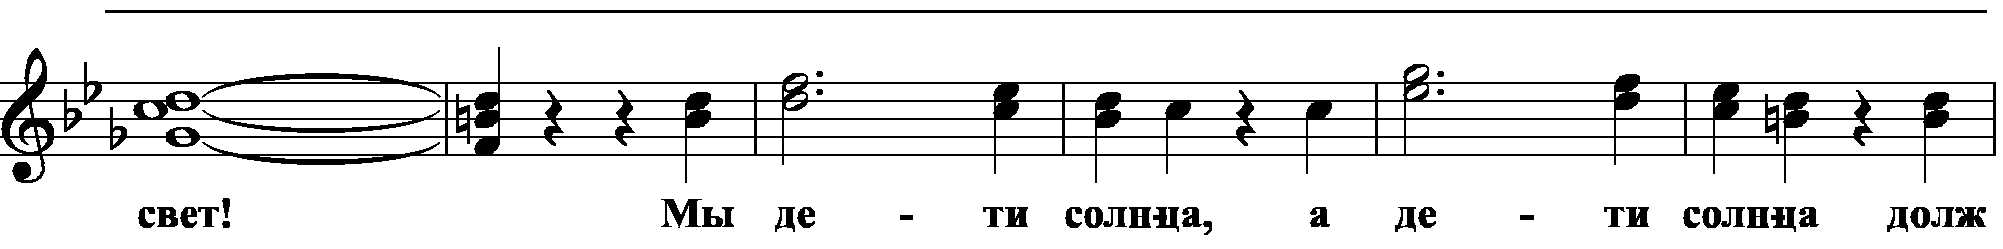 свет! Мы де - ти солн-ца, а де - ти солн-ца долж